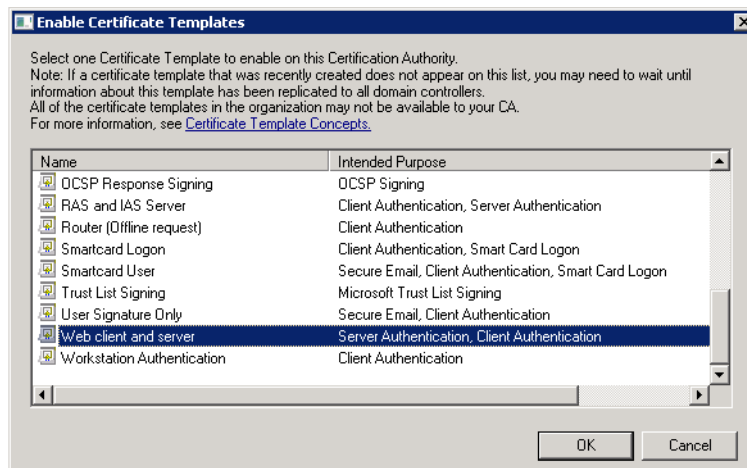 Enable Certificate Templates
Select one Certificate Template to enable on this Certification Authority.
Note: If a certificate template that was recently created does not appear on this list, you may need to wait until
information about this template has been replicated to all domain controllers.
All of the certificate templates in the organization may not be available to your CA.
For more information, see Certificate Template Concepts.
Name Intended Purpose
OCSP Response Signing OCSP Signing
RAS and IAS Server Client Authentication, Server Authentication
Router (Offline request) Client Authentication
Smartcard Logon Client Authentication, Smart Card Logon
Smartcard User Secure Email, Client Authentication, Smart Card Logon
Trust List Signing Microsoft Trust List Signing
User Signature Only Secure Email, Client Authentication
Web client and server Server Authentication, Client Authentication
Workstation Authentication Client Authentication
OK Cancel